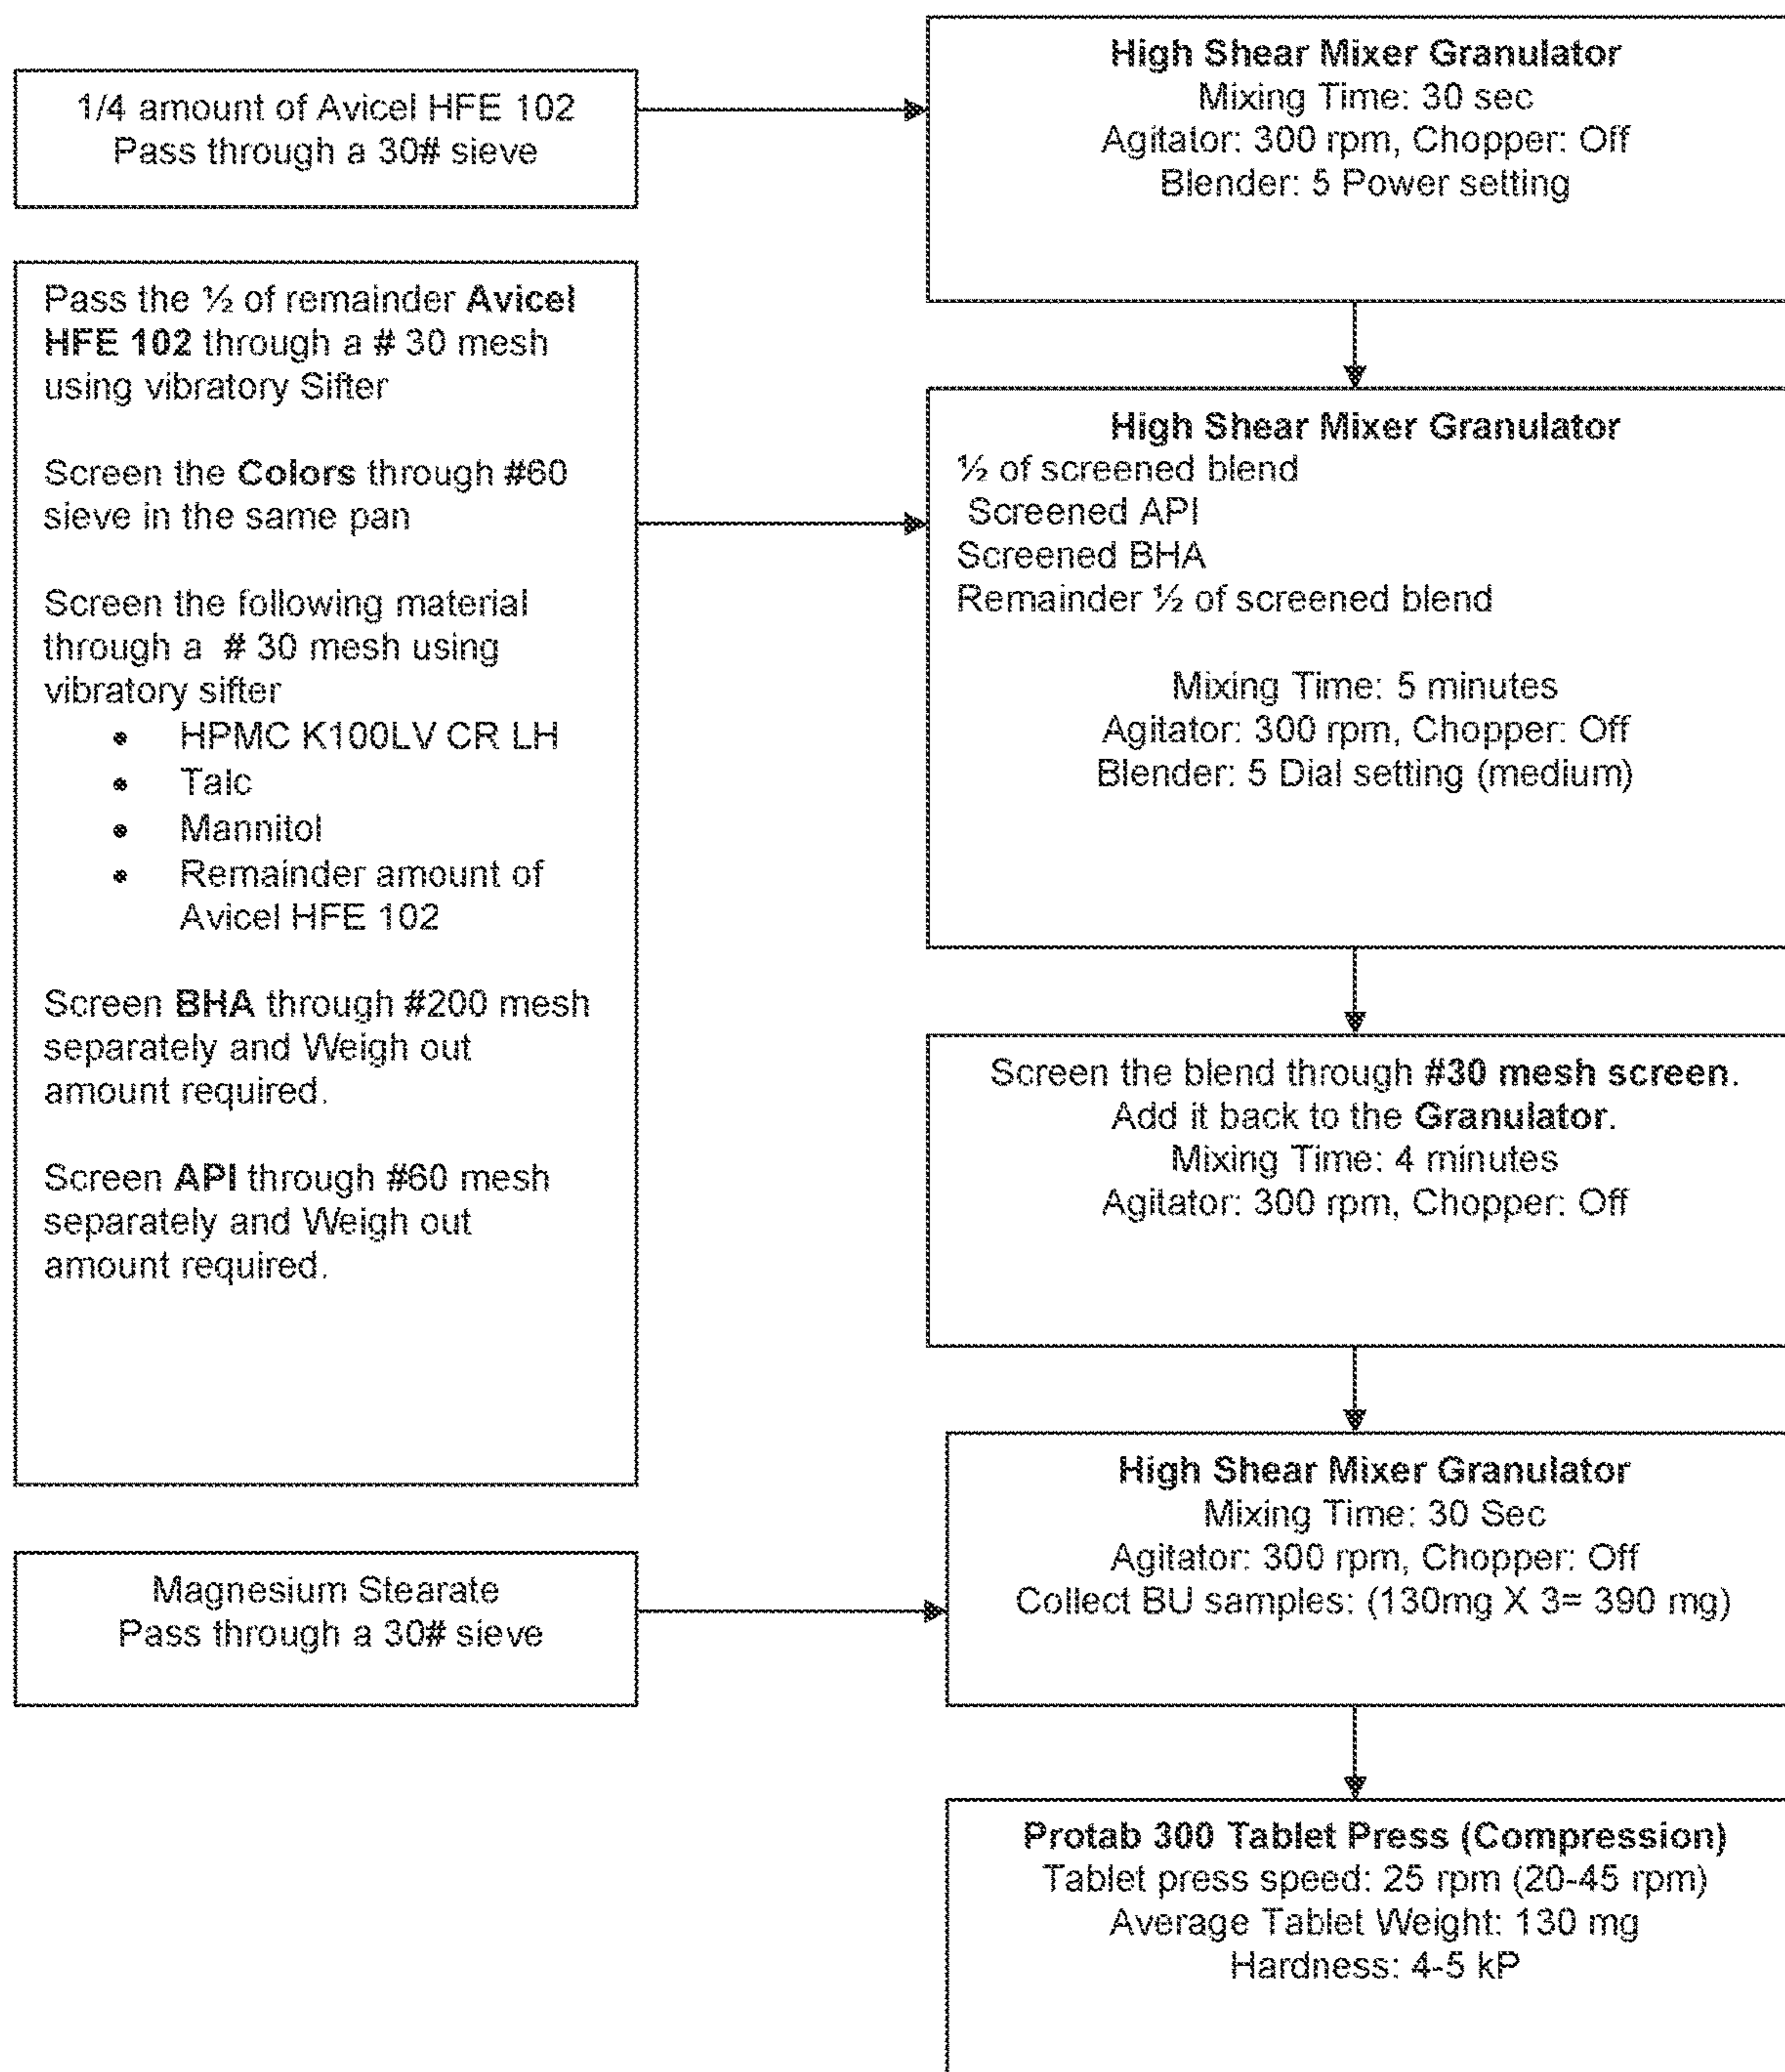 1/4 amount of Avicel HFE 102
Pass through a 30# sieve
High Shear Mixer Granulator
Mixing Time: 30 sec
Agitator: 300 rpm, Chopper: Off
Blender: 5 Power setting
Pass the ½ of remainder Avicel
HFE 102 through a # 30 mesh
using vibratory Sifter
Screen the Colors through #60
sieve in the same pan
Screen the following material
through a # 30 mesh using
vibratory sifter
• HPMC K100LV CR LH
• Talc
• Mannitol
• Remainder amount of
Avicel HFE 102
Screen BHA through #200 mesh
separately and Weigh out
amount required.
Screen API through #60 mesh
separately and Weigh out
amount required.
High Shear Mixer Granulator
½ of screened blend
Screened API
Screened BHA
Remainder ½ of screened blend
Mixing Time: 5 minutes
Agitator: 300 rpm, Chopper: Off
Blender: 5 Dial setting (medium)
Screen the blend through #30 mesh screen.
Add it back to the Granulator.
Mixing Time: 4 minutes
Agitator: 300 rpm, Chopper: Off
Magnesium Stearate
Pass through a 30# sieve
High Shear Mixer Granulator
Mixing Time: 30 Sec
Agitator: 300 rpm, Chopper: Off
Collect BU samples: (130mg X 3= 390 mg)
Protab 300 Tablet Press (Compression)
Tablet press speed: 25 rpm (20-45 rpm)
Average Tablet Weight: 130 mg
Hardness: 4-5 kP